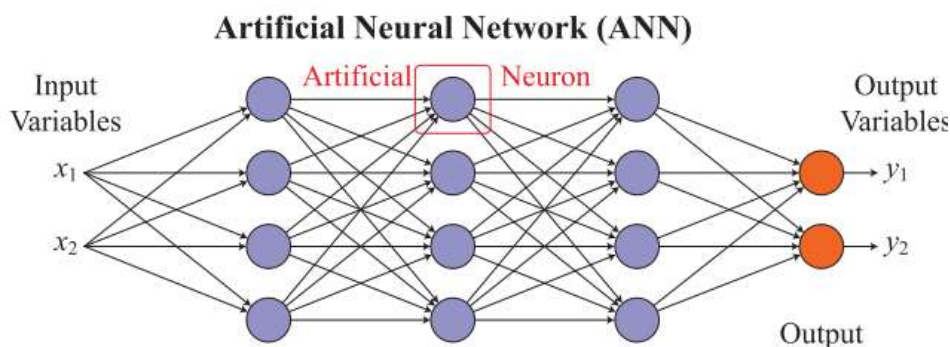 Artificial Neural Network (ANN)
Input
Variables
Artificial Neuron
Output
Variables
x₁
y₁
x₂
y₂
Output